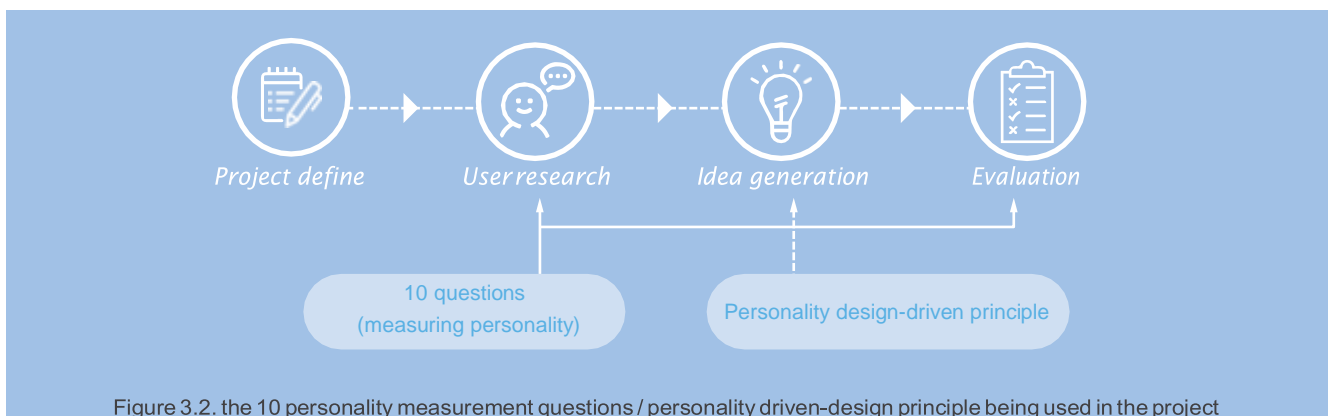 Project define
User research
Idea generation
Evaluation
10 questions
(measuring personality)
Personality design-driven principle
Figure 3.2. the 10 personality measurement questions / personality driven-design principle being used in the project